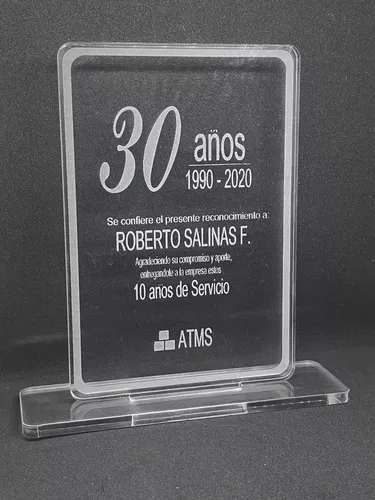 30 años
1990 - 2020
Se confiere el presente reconocimiento a:
ROBERTO SALINAS F.
Agradeciendo su compromiso y aporte,
entregandole a la empresa estos
10 anos de Servicio
ATMS